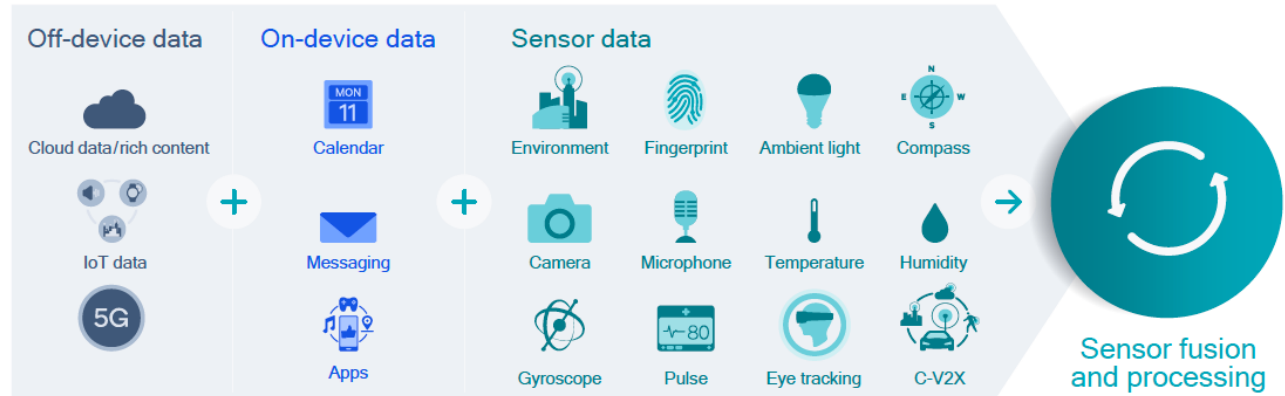 Off-device data
On-device data
Sensor data
Cloud data/rich content
IoT data
5G
MON
11
Calendar
Messaging
Apps
N
E
W
S
Environment
Fingerprint
Ambient light
Compass
Camera
Microphone
Temperature
Humidity
80
Gyroscope
Pulse
Eye tracking
C-V2X
Sensor fusion
and processing